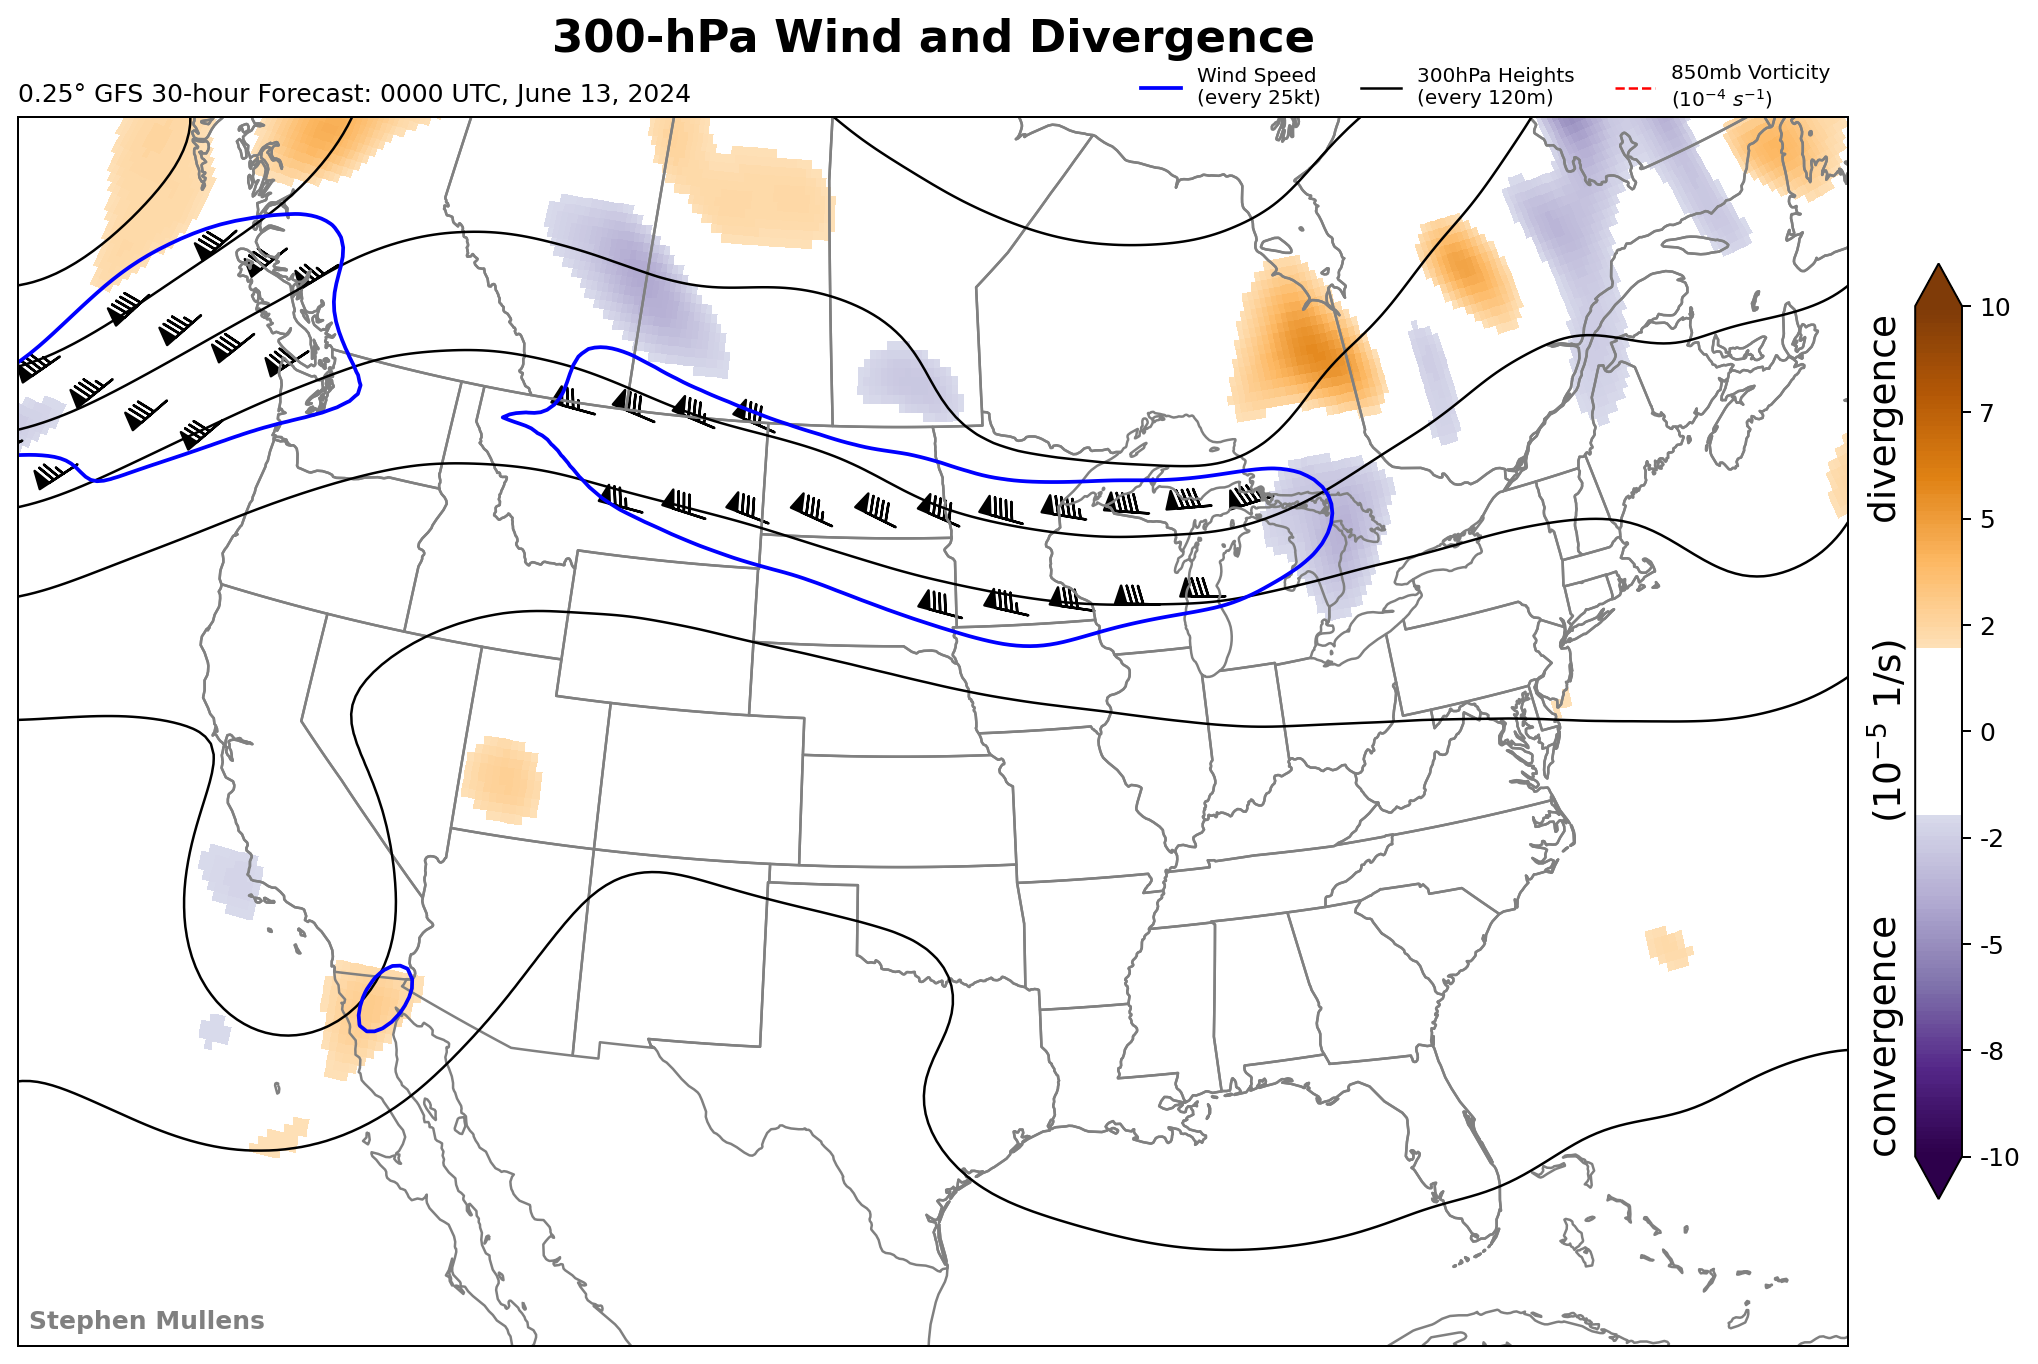 300-hPa Wind and Divergence
0.25° GFS 30-hour Forecast: 0000 UTC, June 13, 2024
Wind Speed
(every 25kt)
300hPa Heights
(every 120m)
850mb Vorticity
(10⁻⁴ s⁻¹)
10
7
5
2
0
-2
-5
-8
-10
convergence (10⁻⁵ 1/s) divergence
Stephen Mullens